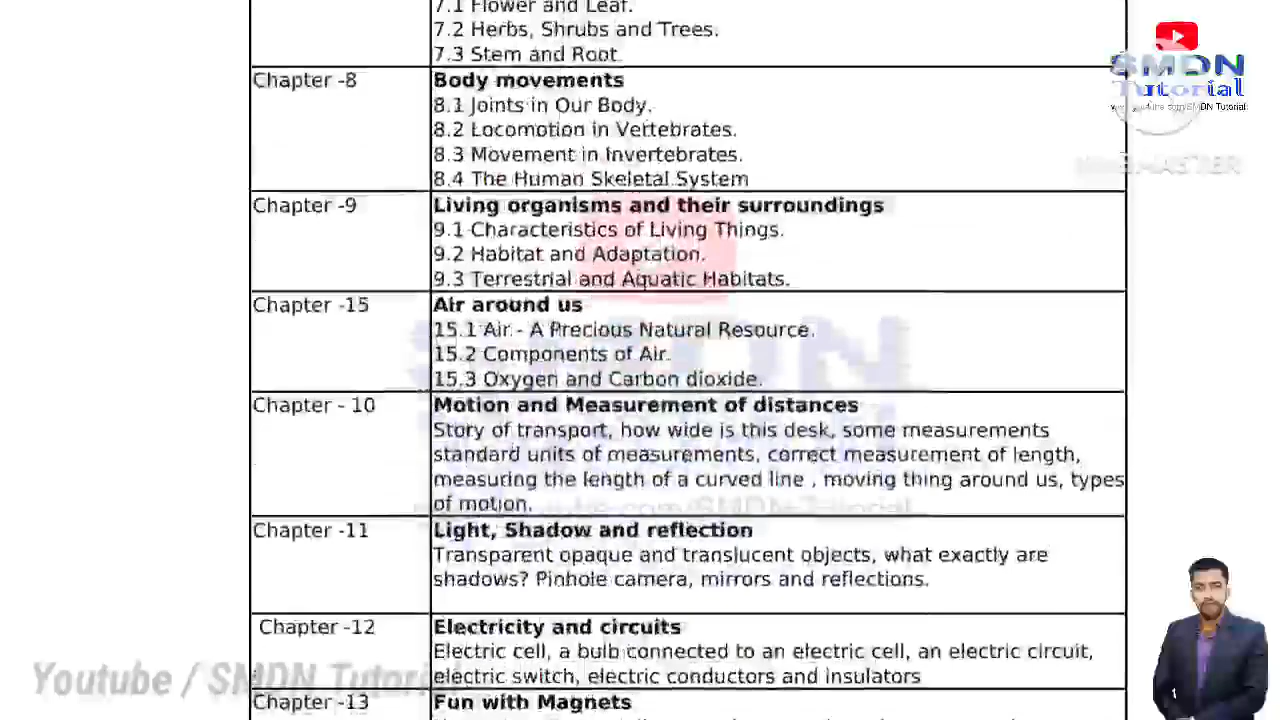 7.1 Flower and Leaf.
7.2 Herbs, Shrubs and Trees.
7.3 Stem and Root.
Chapter -8
Body movements
8.1 Joints in Our Body.
8.2 Locomotion in Vertebrates.
8.3 Movement in Invertebrates.
8.4 The Human Skeletal System
Chapter -9
Living organisms and their surroundings
9.1 Characteristics of Living Things.
9.2 Habitat and Adaptation.
9.3 Terrestrial and Aquatic Habitats.
Chapter -15
Air around us
15.1 Air - A Precious Natural Resource.
15.2 Components of Air.
15.3 Oxygen and Carbon dioxide.
Chapter - 10
Motion and Measurement of distances
Story of transport, how wide is this desk, some measurements
standard units of measurements, correct measurement of length,
measuring the length of a curved line , moving thing around us, types
of motion.
Chapter -11
Light, Shadow and reflection
Transparent opaque and translucent objects, what exactly are
shadows? Pinhole camera, mirrors and reflections.
Chapter -12
Electricity and circuits
Electric cell, a bulb connected to an electric cell, an electric circuit,
electric switch, electric conductors and insulators
Chapter -13
Fun with Magnets
SMDN
Tutorial
Youtube / SMDN Tutorial